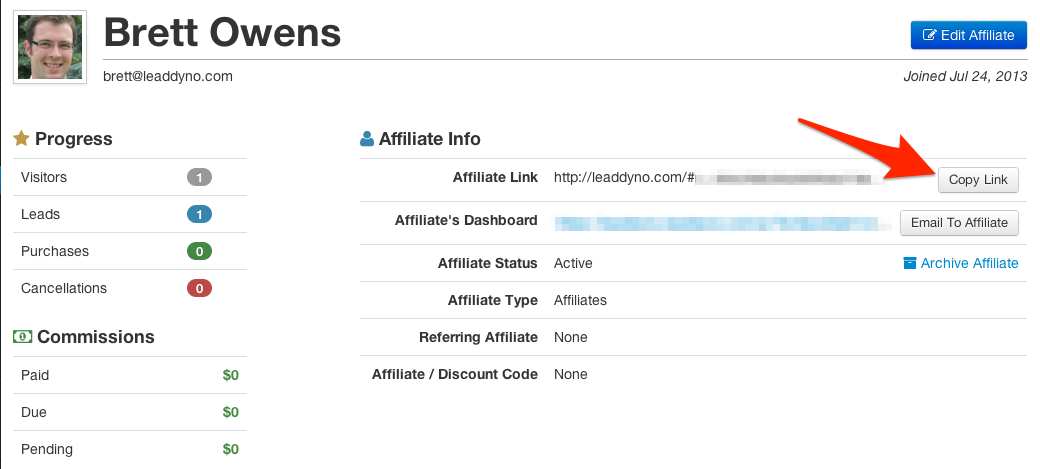 Brett Owens
Edit Affiliate
brett@leaddyno.com
Joined Jul 24, 2013
Progress
Visitors 1
Leads 1
Purchases 0
Cancellations 0
Commissions
Paid $0
Due $0
Pending $0
Affiliate Info
Affiliate Link http://leaddyno.com/# Copy Link
Affiliate's Dashboard Email To Affiliate
Affiliate Status Active Archive Affiliate
Affiliate Type Affiliates
Referring Affiliate None
Affiliate / Discount Code None